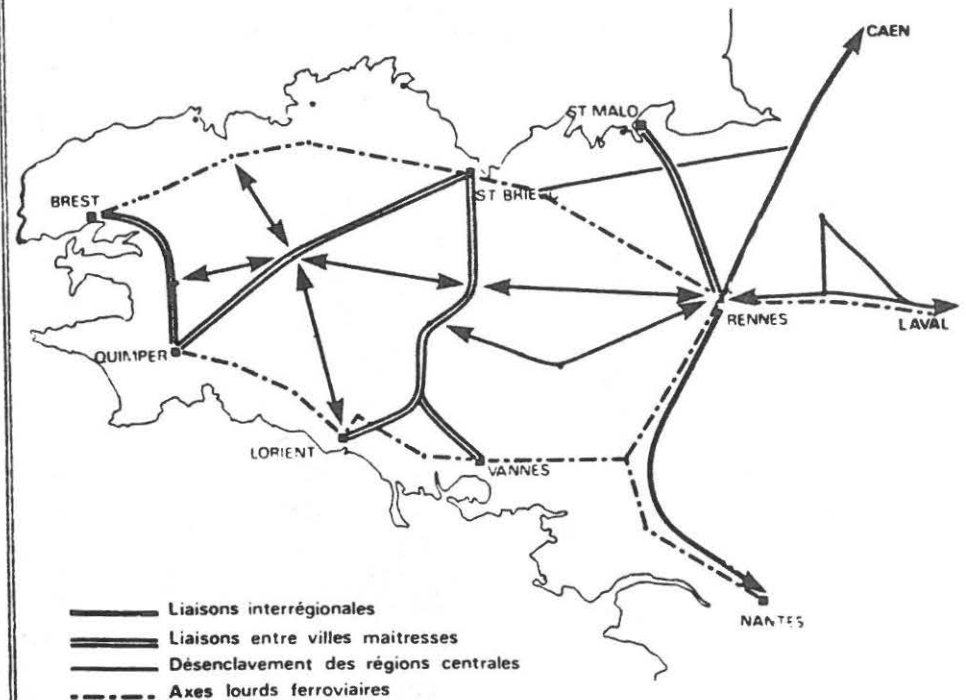 CAEN
ST MALO
BREST
ST BRIEUC
RENNES
LAVAL
QUIMPER
LORIENT
VANNES
NANTES
Liaisons interrégionales
Liaisons entre villes maitresses
Désenclavement des régions centrales
Axes lourds ferroviaires